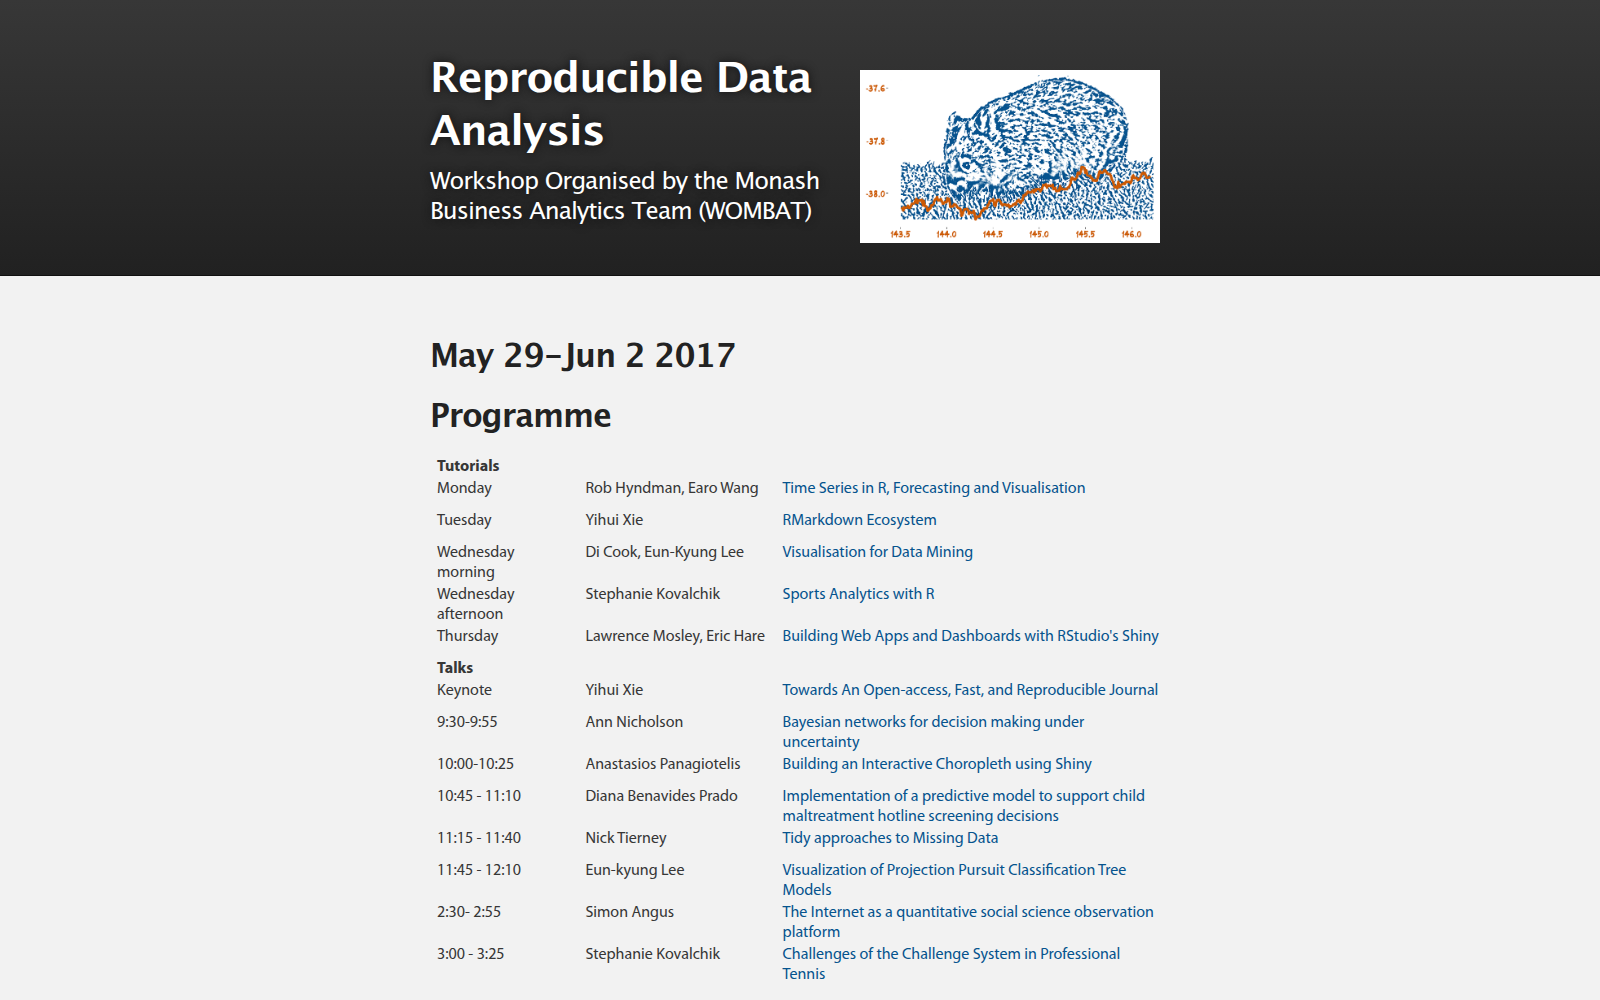 Reproducible Data
Analysis
Workshop Organised by the Monash
Business Analytics Team (WOMBAT)
-37.6
-37.8
-38.0
143.5 144.0 144.5 145.0 145.5 146.0
May 29–Jun 2 2017
Programme
Tutorials
Monday Rob Hyndman, Earo Wang Time Series in R, Forecasting and Visualisation
Tuesday Yihui Xie RMarkdown Ecosystem
Wednesday Di Cook, Eun-Kyung Lee Visualisation for Data Mining
morning
Wednesday Stephanie Kovalchik Sports Analytics with R
afternoon
Thursday Lawrence Mosley, Eric Hare Building Web Apps and Dashboards with RStudio's Shiny
Talks
Keynote Yihui Xie Towards An Open-access, Fast, and Reproducible Journal
9:30-9:55 Ann Nicholson Bayesian networks for decision making under
uncertainty
10:00-10:25 Anastasios Panagiotelis Building an Interactive Choropleth using Shiny
10:45 - 11:10 Diana Benavides Prado Implementation of a predictive model to support child
maltreatment hotline screening decisions
11:15 - 11:40 Nick Tierney Tidy approaches to Missing Data
11:45 - 12:10 Eun-kyung Lee Visualization of Projection Pursuit Classification Tree
Models
2:30- 2:55 Simon Angus The Internet as a quantitative social science observation
platform
3:00 - 3:25 Stephanie Kovalchik Challenges of the Challenge System in Professional
Tennis